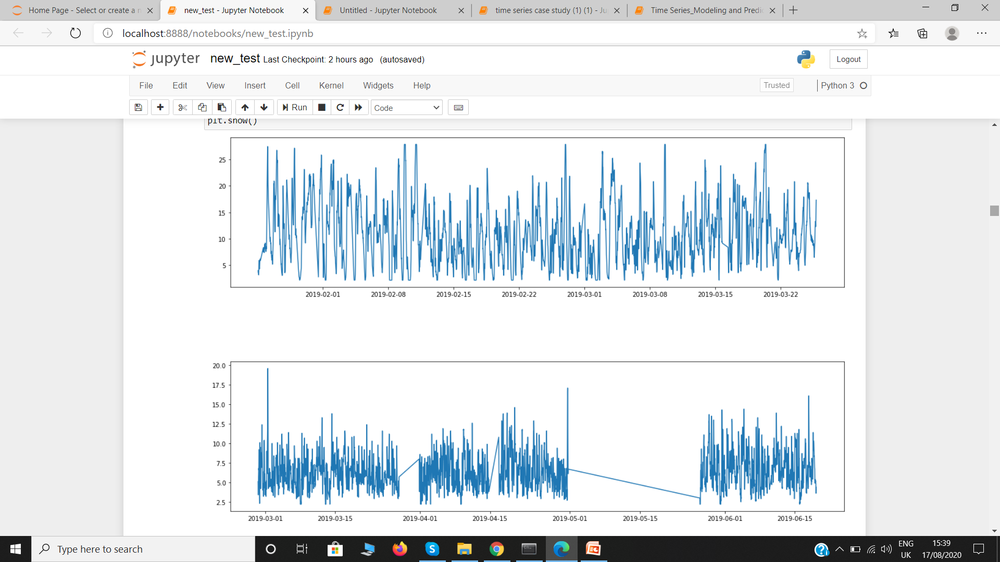 Home Page - Select or create a n
new_test - Jupyter Notebook
Untitled - Jupyter Notebook
time series case study (1) (1) - Ju
Time Series_Modeling and Predi
localhost:8888/notebooks/new_test.ipynb
jupyter new_test Last Checkpoint: 2 hours ago (autosaved)
Logout
File Edit View Insert Cell Kernel Widgets Help
Trusted
Python 3
Run
Code
plt.show()
25
20
15
10
5
2019-02-01 2019-02-08 2019-02-15 2019-02-22 2019-03-01 2019-03-08 2019-03-15 2019-03-22
20.0
17.5
15.0
12.5
10.0
7.5
5.0
2.5
2019-03-01 2019-03-15 2019-04-01 2019-04-15 2019-05-01 2019-05-15 2019-06-01 2019-06-15
Type here to search
ENG
UK
15:39
17/08/2020